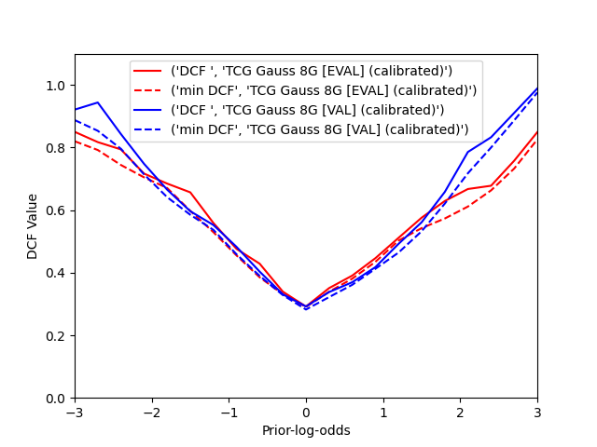 ('DCF ', 'TCG Gauss 8G [EVAL] (calibrated)')
('min DCF', 'TCG Gauss 8G [EVAL] (calibrated)')
('DCF ', 'TCG Gauss 8G [VAL] (calibrated)')
('min DCF', 'TCG Gauss 8G [VAL] (calibrated)')
1.0
0.8
0.6
0.4
0.2
0.0
DCF Value
−3 −2 −1 0 1 2 3
Prior-log-odds